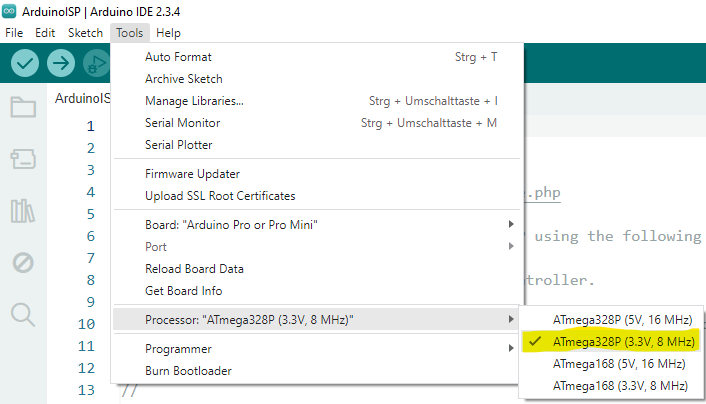 ArduinoISP | Arduino IDE 2.3.4
File Edit Sketch Tools Help
Auto Format Strg + T
ArduinoIS Archive Sketch
1 Manage Libraries... Strg + Umschalttaste + I
2 Serial Monitor Strg + Umschalttaste + M
3 Serial Plotter
4 Firmware Updater .php
5 Upload SSL Root Certificates
6 Board: "Arduino Pro or Pro Mini" using the following
7 Port
8 Reload Board Data troller.
9 Get Board Info
10 Processor: "ATmega328P (3.3V, 8 MHz)" ATmega328P (5V, 16 MHz)
11 Programmer ATmega328P (3.3V, 8 MHz)
12 Burn Bootloader ATmega168 (5V, 16 MHz)
13 // ATmega168 (3.3V, 8 MHz)